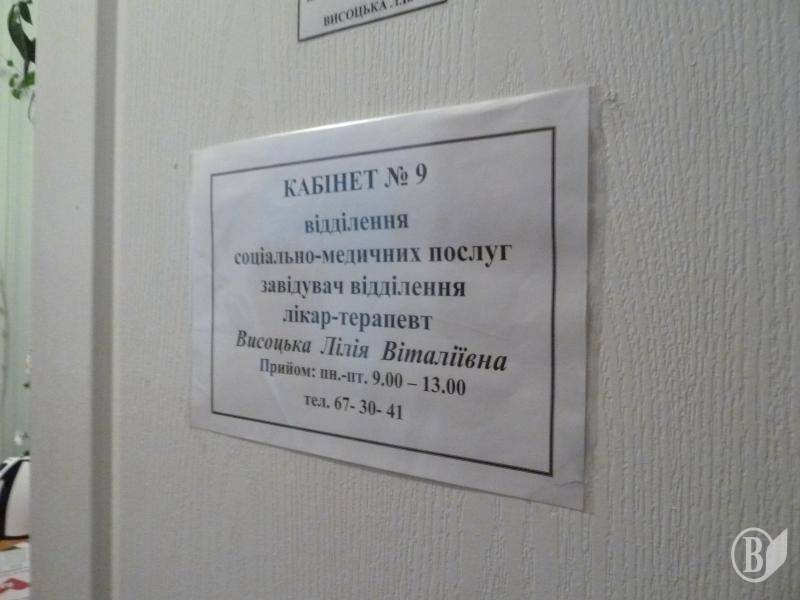 ВИСОЦЬКА Л.В.
КАБІНЕТ № 9
відділення
соціально-медичних послуг
завідувач відділення
лікар-терапевт
Висоцька Лілія Віталіївна
Прийом: пн.-пт. 9.00 – 13.00
тел. 67- 30- 41
В